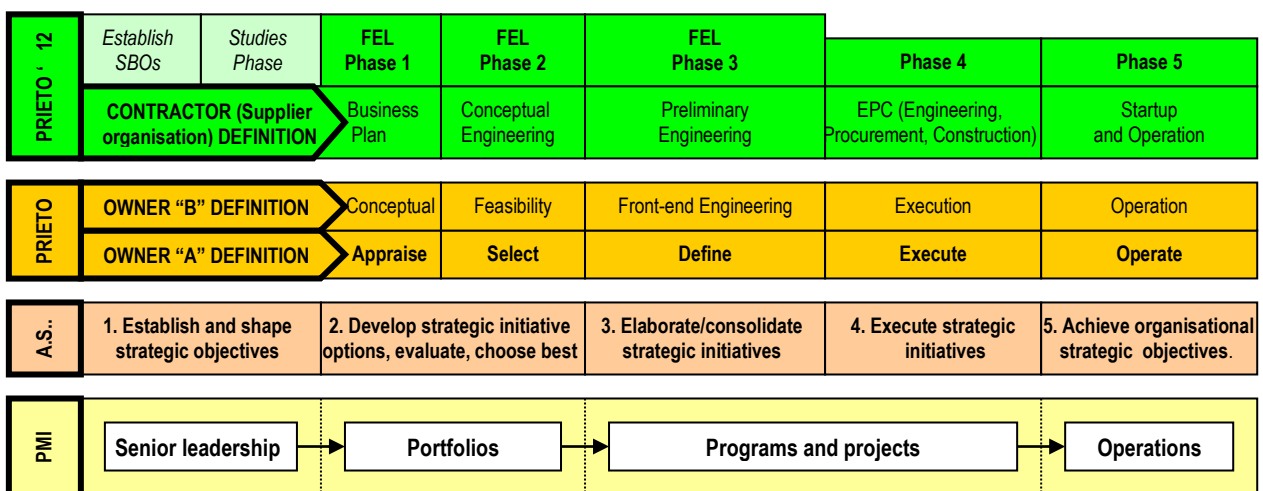 PRIETO ‘ 12
Establish
SBOs
Studies
Phase
FEL
Phase 1
FEL
Phase 2
FEL
Phase 3
Phase 4
Phase 5
CONTRACTOR (Supplier
organisation) DEFINITION
Business
Plan
Conceptual
Engineering
Preliminary
Engineering
EPC (Engineering,
Procurement, Construction)
Startup
and Operation
PRIETO
OWNER “B” DEFINITION
Conceptual
Feasibility
Front-end Engineering
Execution
Operation
OWNER “A” DEFINITION
Appraise
Select
Define
Execute
Operate
A.S..
1. Establish and shape
strategic objectives
2. Develop strategic initiative
options, evaluate, choose best
3. Elaborate/consolidate
strategic initiatives
4. Execute strategic
initiatives
5. Achieve organisational
strategic objectives.
PMI
Senior leadership
Portfolios
Programs and projects
Operations